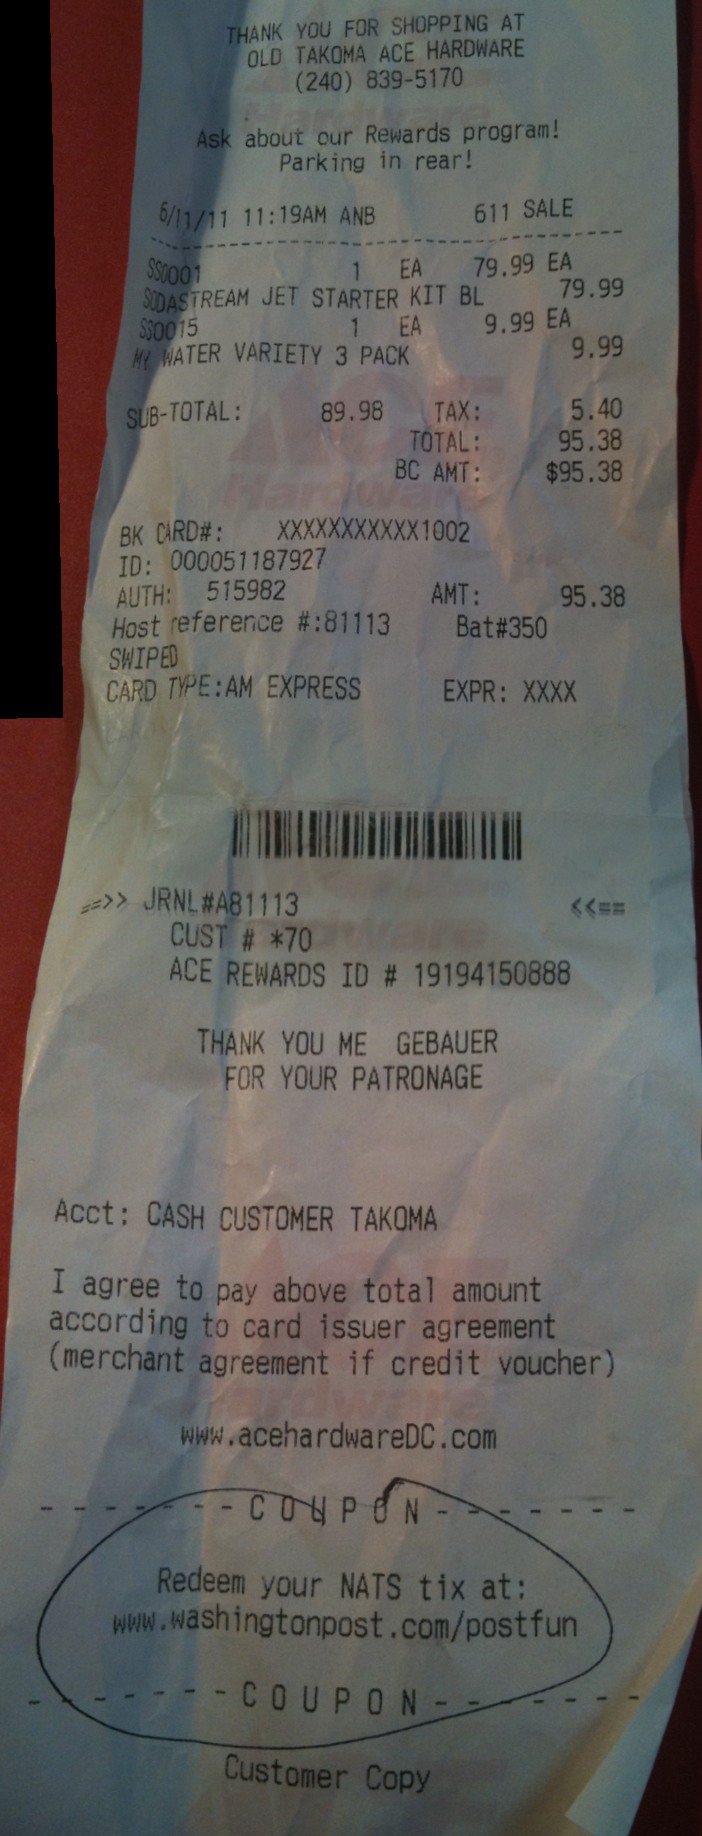 THANK YOU FOR SHOPPING AT
OLD TAKOMA ACE HARDWARE
(240) 839-5170
Ask about our Rewards program!
Parking in rear!
6/11/11 11:19AM ANB 611 SALE
SS0001 1 EA 79.99 EA
SODASTREAM JET STARTER KIT BL 79.99
SS0015 1 EA 9.99 EA
MY WATER VARIETY 3 PACK 9.99
SUB-TOTAL: 89.98 TAX: 5.40
TOTAL: 95.38
BC AMT: $95.38
BK CARD#: XXXXXXXXXXXX1002
ID: 000051187927
AUTH: 515982 AMT: 95.38
Host reference #:81113 Bat#350
SWIPED
CARD TYPE:AM EXPRESS EXPR: XXXX
==>> JRNL#A81113 <<==
CUST # *70
ACE REWARDS ID # 19194150888
THANK YOU ME GEBAUER
FOR YOUR PATRONAGE
Acct: CASH CUSTOMER TAKOMA
I agree to pay above total amount
according to card issuer agreement
(merchant agreement if credit voucher)
www.acehardwareDC.com
- - - - - - - C O U P O N - - - - - - -
Redeem your NATS tix at:
www.washingtonpost.com/postfun
- - - - - - - C O U P O N - - - - - - -
Customer Copy